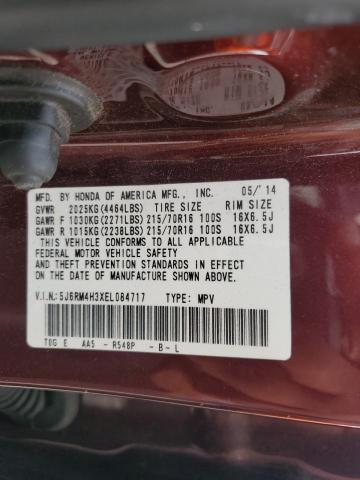 MFD. BY HONDA OF AMERICA MFG., INC. 05/'14
GVWR 2025KG(4464LBS) TIRE SIZE RIM SIZE
GAWR F 1030KG(2271LBS) 215/70R16 100S 16X6.5J
GAWR R 1015KG(2238LBS) 215/70R16 100S 16X6.5J
THIS VEHICLE CONFORMS TO ALL APPLICABLE
FEDERAL MOTOR VEHICLE SAFETY
STANDARDS IN EFFECT
ON THE DATE OF MANUFACTURE SHOWN ABOVE.
V.I.N.:5J6RM4H3XEL084717 TYPE: MPV
T0G E AA5 - R548P - B - L